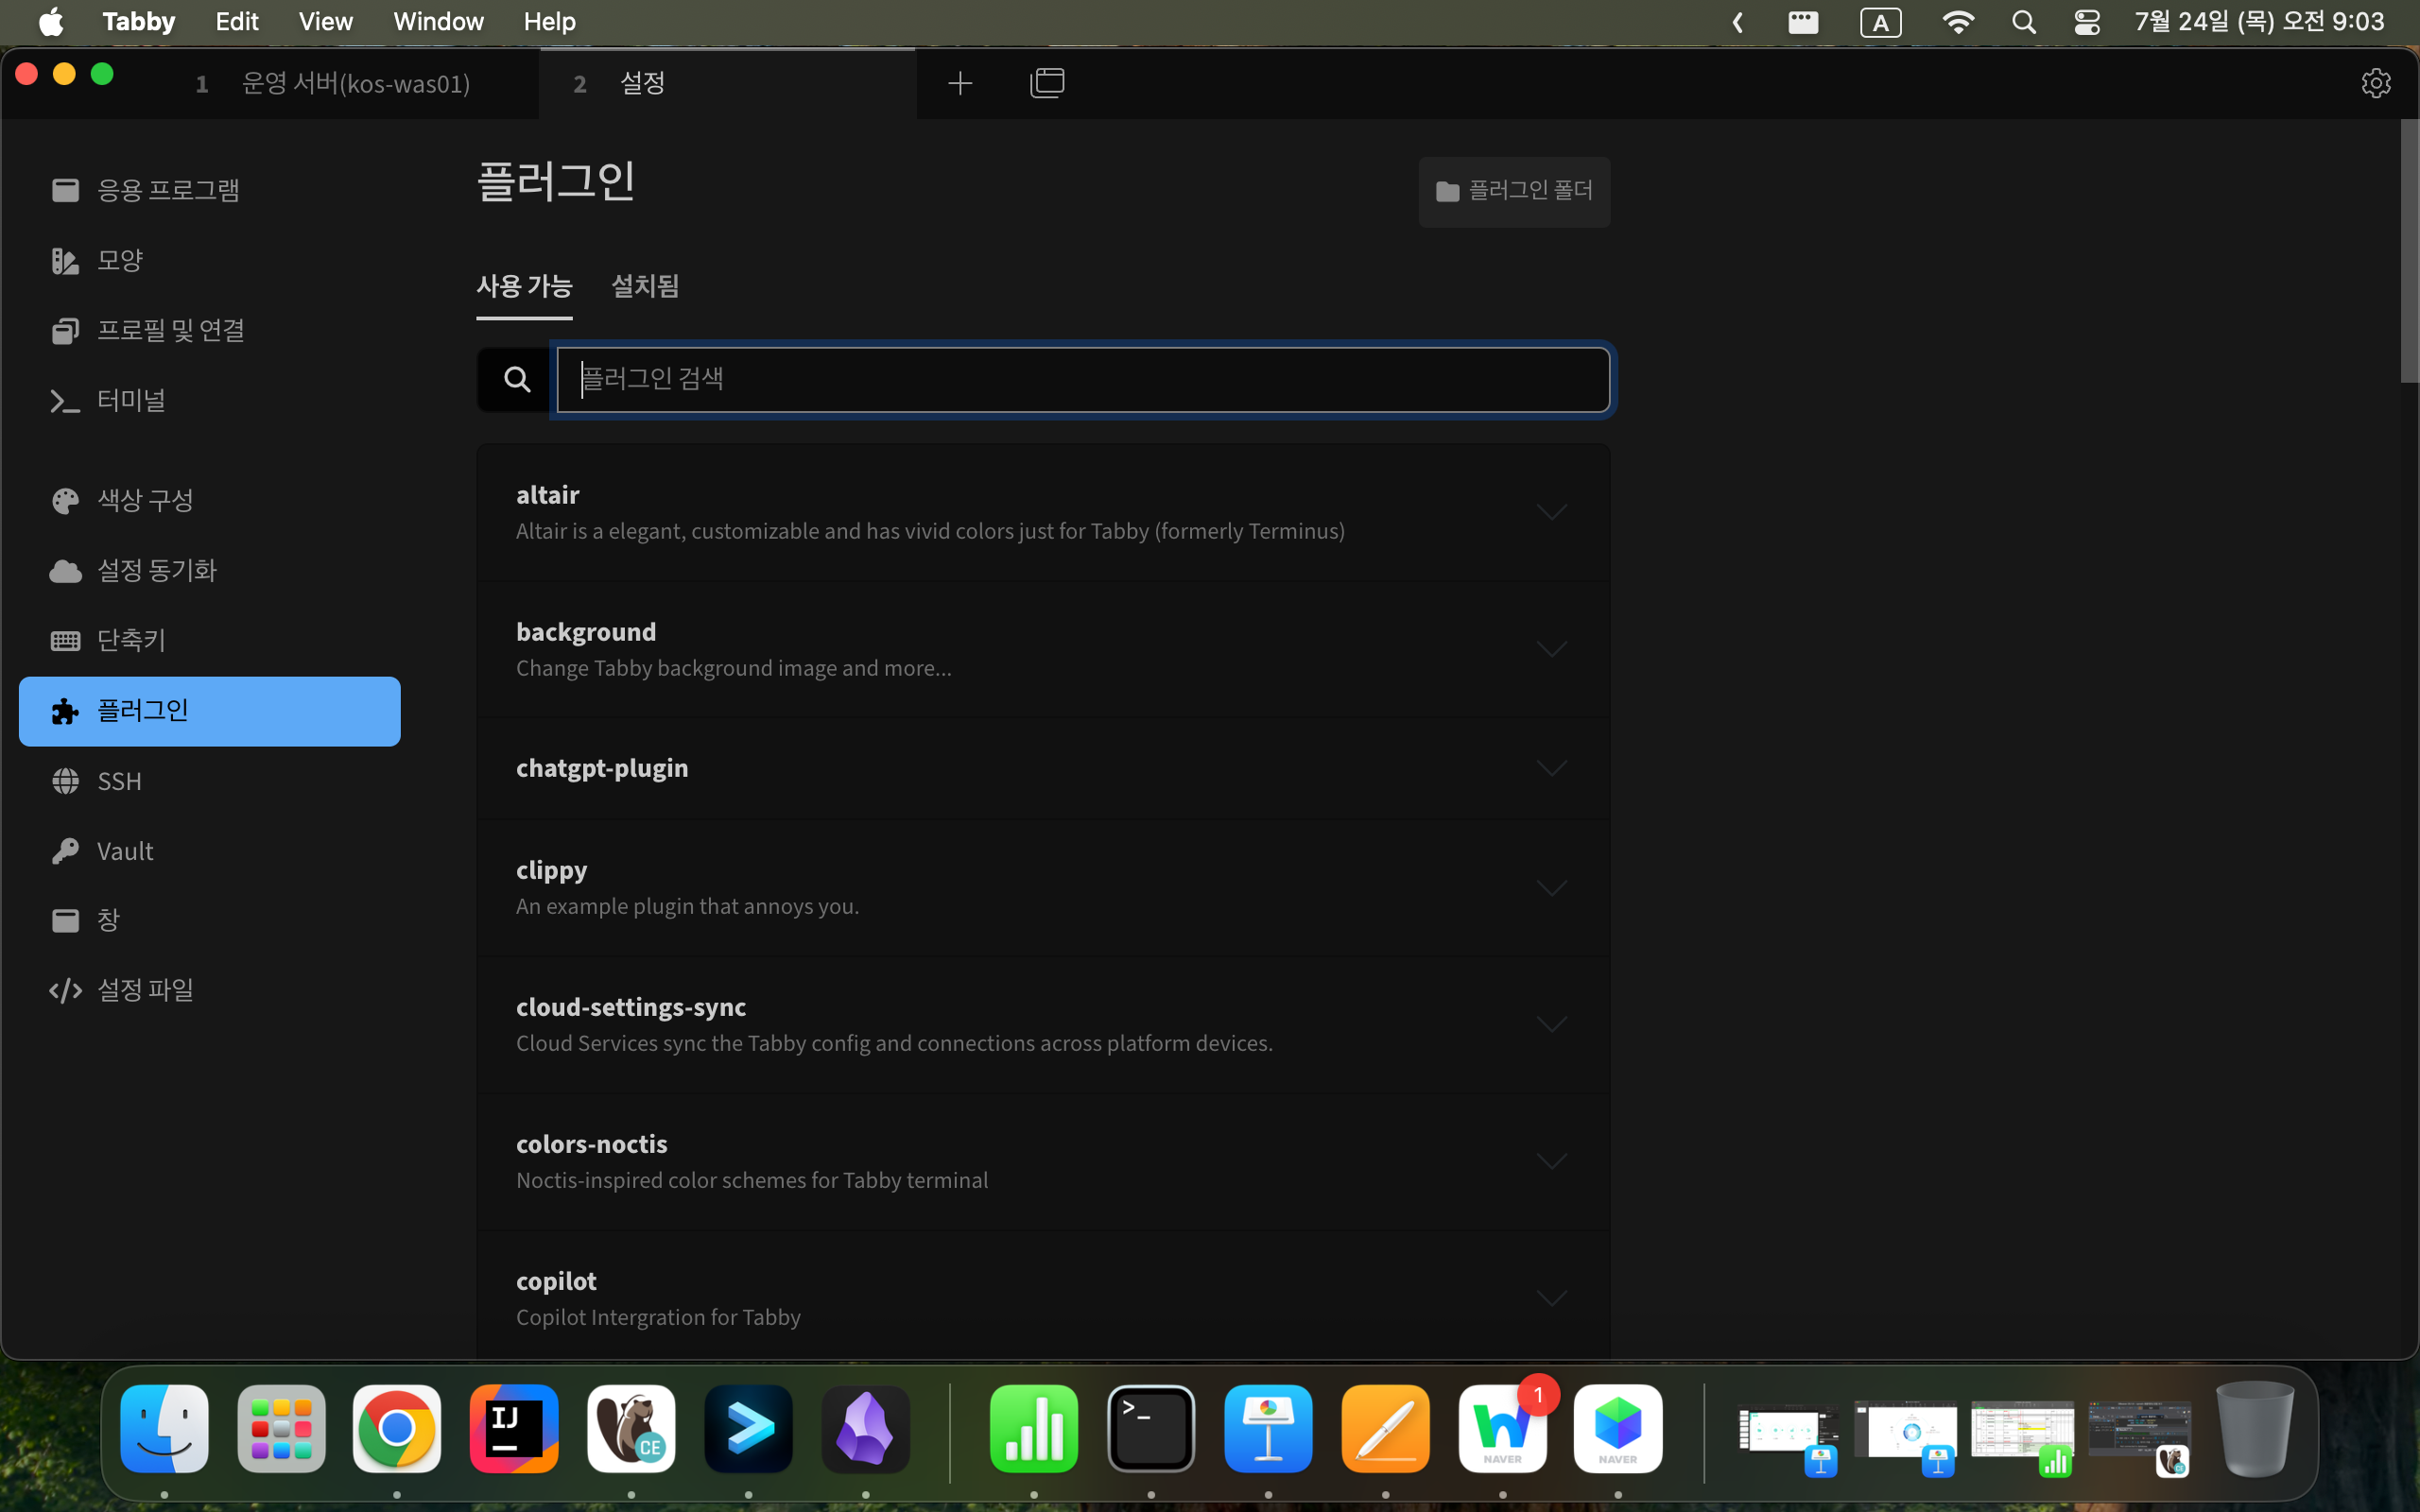 Tabby Edit View Window Help A 7월 24일 (목) 오전 9:03
1 운영 서버(kos-was01) 2 설정
응용 프로그램
모양
프로필 및 연결
터미널
색상 구성
설정 동기화
단축키
플러그인
SSH
Vault
창
설정 파일
플러그인
플러그인 폴더
사용 가능 설치됨
플러그인 검색
altair
Altair is a elegant, customizable and has vivid colors just for Tabby (formerly Terminus)
background
Change Tabby background image and more...
chatgpt-plugin
clippy
An example plugin that annoys you.
cloud-settings-sync
Cloud Services sync the Tabby config and connections across platform devices.
colors-noctis
Noctis-inspired color schemes for Tabby terminal
copilot
Copilot Intergration for Tabby
IJ
CE
1
NAVER
NAVER